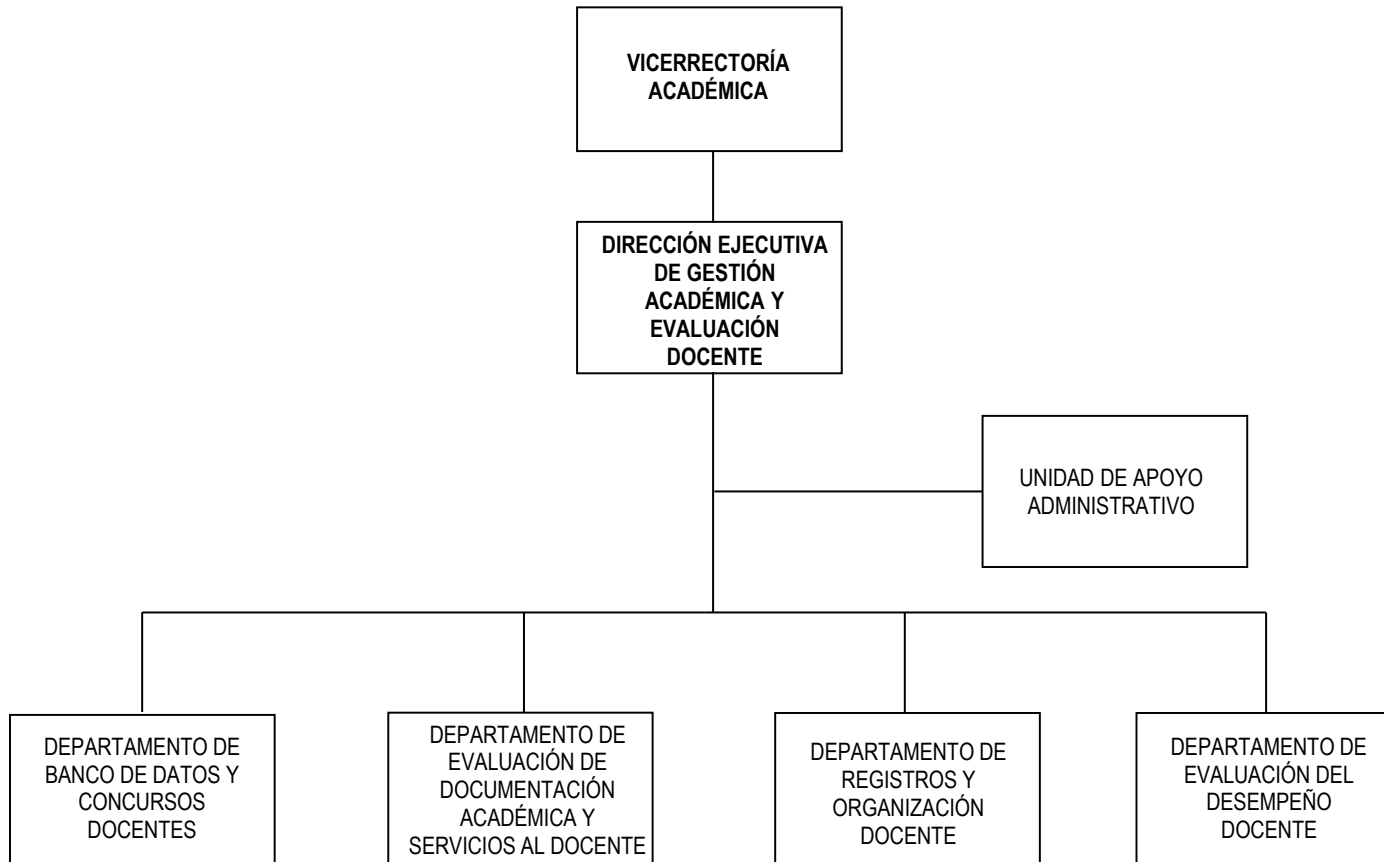 VICERRECTORÍA
ACADÉMICA
DIRECCIÓN EJECUTIVA
DE GESTIÓN
ACADÉMICA Y
EVALUACIÓN
DOCENTE
UNIDAD DE APOYO
ADMINISTRATIVO
DEPARTAMENTO DE
BANCO DE DATOS Y
CONCURSOS
DOCENTES
DEPARTAMENTO DE
EVALUACIÓN DE
DOCUMENTACIÓN
ACADÉMICA Y
SERVICIOS AL DOCENTE
DEPARTAMENTO DE
REGISTROS Y
ORGANIZACIÓN
DOCENTE
DEPARTAMENTO DE
EVALUACIÓN DEL
DESEMPEÑO
DOCENTE